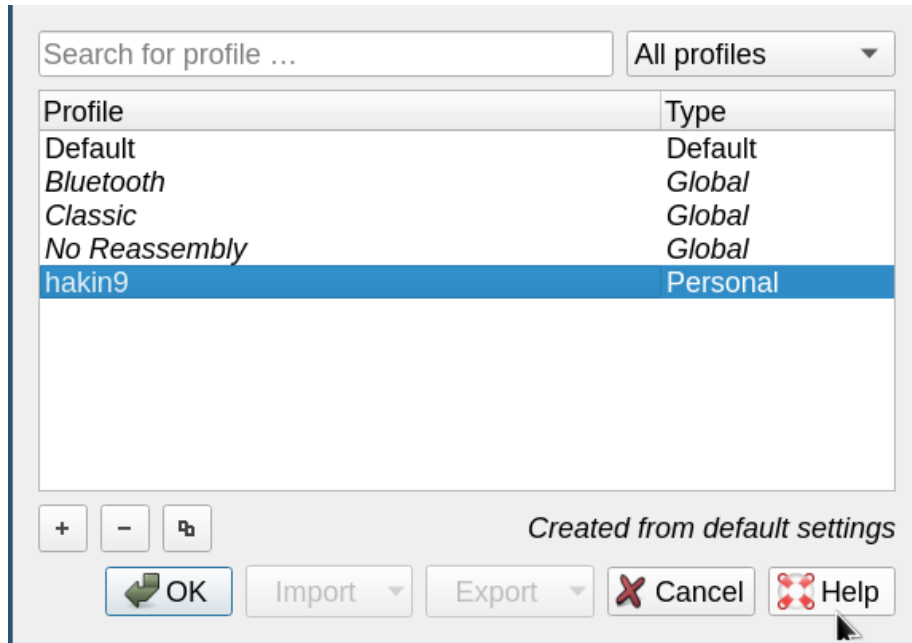 Search for profile … All profiles
Profile Type
Default Default
Bluetooth Global
Classic Global
No Reassembly Global
hakin9 Personal
+ − Created from default settings
OK Import Export Cancel Help